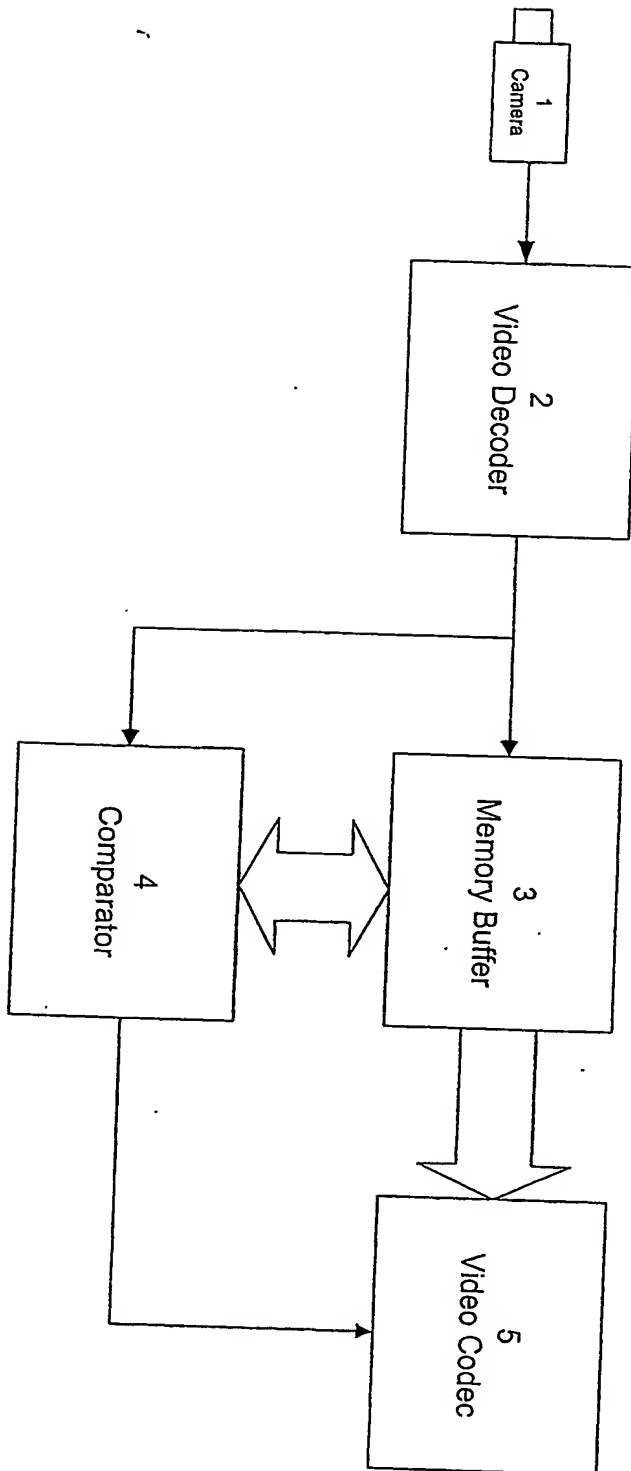 1
Camera
2
Video Decoder
3
Memory Buffer
4
Comparator
5
Video Codec